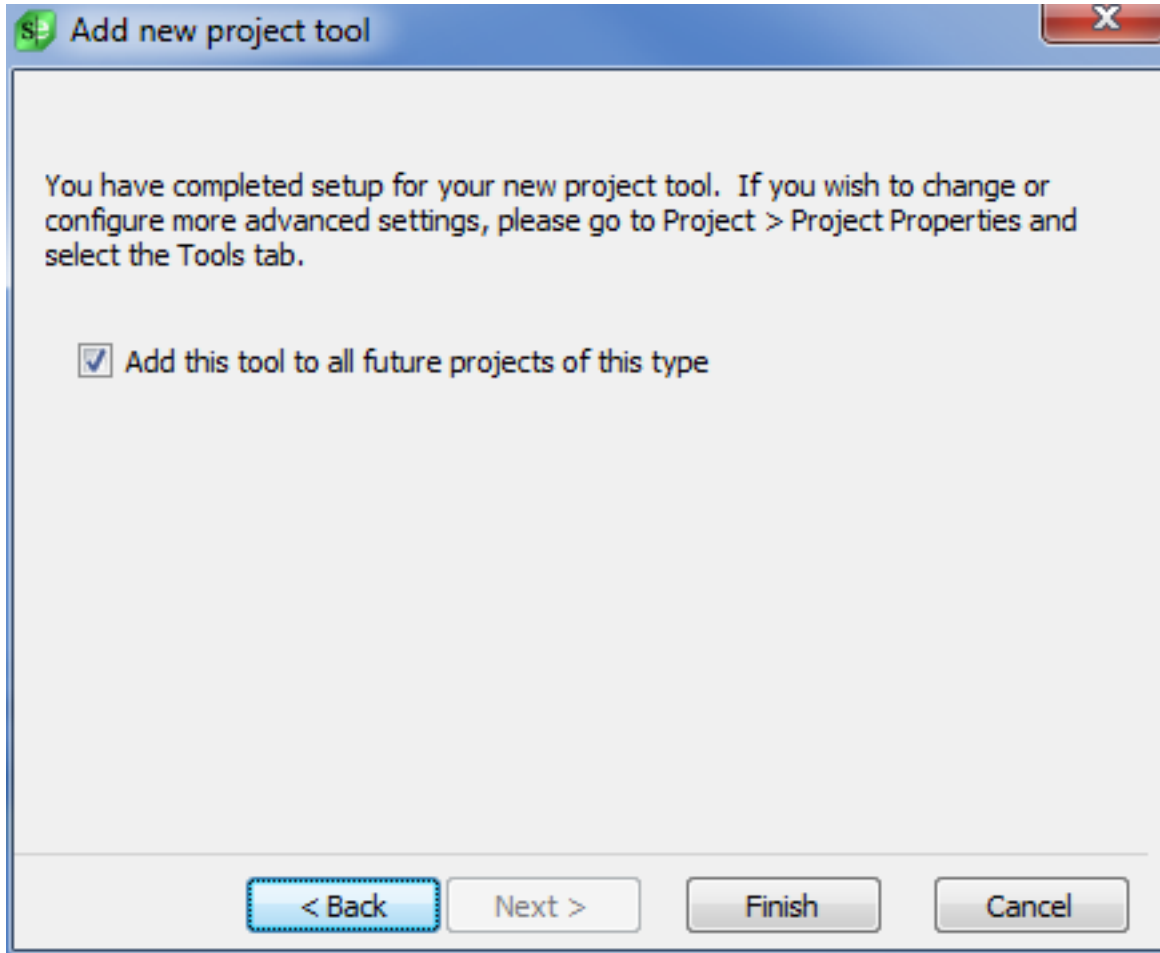 Add new project tool
You have completed setup for your new project tool.  If you wish to change or
configure more advanced settings, please go to Project > Project Properties and
select the Tools tab.
Add this tool to all future projects of this type
< Back
Next >
Finish
Cancel